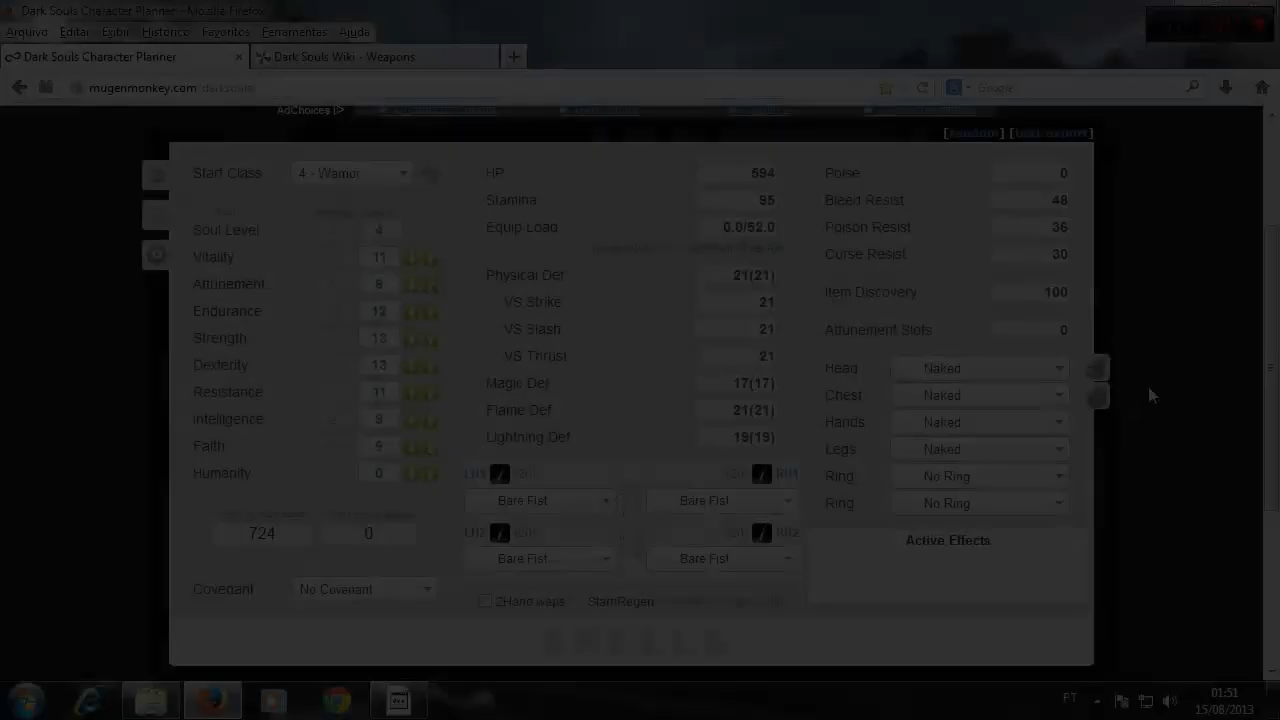 Dark Souls Character Planner - Mozilla Firefox
Arquivo Editar Exibir Histórico Favoritos Ferramentas Ajuda
Dark Souls Character Planner × Dark Souls Wiki - Weapons +
mugenmonkey.com/darksouls Google
AdChoices
Start Class 4 - Warrior
Soul Level 4
Vitality 11
Attunement 8
Endurance 12
Strength 13
Dexterity 13
Resistance 11
Intelligence 9
Faith 9
Humanity 0
724 0
Covenant No Covenant
HP 594
Stamina 95
Equip Load 0.0/52.0
Physical Def 21(21)
VS Strike 21
VS Slash 21
VS Thrust 21
Magic Def 17(17)
Flame Def 21(21)
Lightning Def 19(19)
LH1 RH1
Bare Fist Bare Fist
LH2 RH2
Bare Fist Bare Fist
2Hand weps StamRegen
Poise 0
Bleed Resist 48
Poison Resist 36
Curse Resist 30
Item Discovery 100
Attunement Slots 0
Head Naked
Chest Naked
Hands Naked
Legs Naked
Ring No Ring
Ring No Ring
Active Effects
PT
01:51
15/08/2013